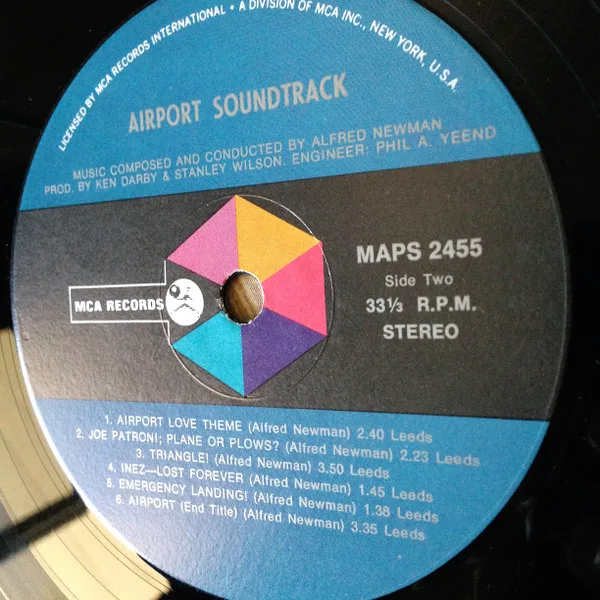 LICENSED BY MCA RECORDS INTERNATIONAL • A DIVISION OF MCA INC., NEW YORK, U.S.A.
AIRPORT SOUNDTRACK
MUSIC COMPOSED AND CONDUCTED BY ALFRED NEWMAN
PROD. BY KEN DARBY & STANLEY WILSON. ENGINEER: PHIL A. YEEND
MCA RECORDS
MAPS 2455
Side Two
33⅓ R.P.M.
STEREO
1. AIRPORT LOVE THEME (Alfred Newman) 2.40 Leeds
2. JOE PATRONI; PLANE OR PLOWS? (Alfred Newman) 2.23 Leeds
3. TRIANGLE! (Alfred Newman) 3.50 Leeds
4. INEZ—LOST FOREVER (Alfred Newman) 1.45 Leeds
5. EMERGENCY LANDING! (Alfred Newman) 1.38 Leeds
6. AIRPORT (End Title) (Alfred Newman) 3.35 Leeds